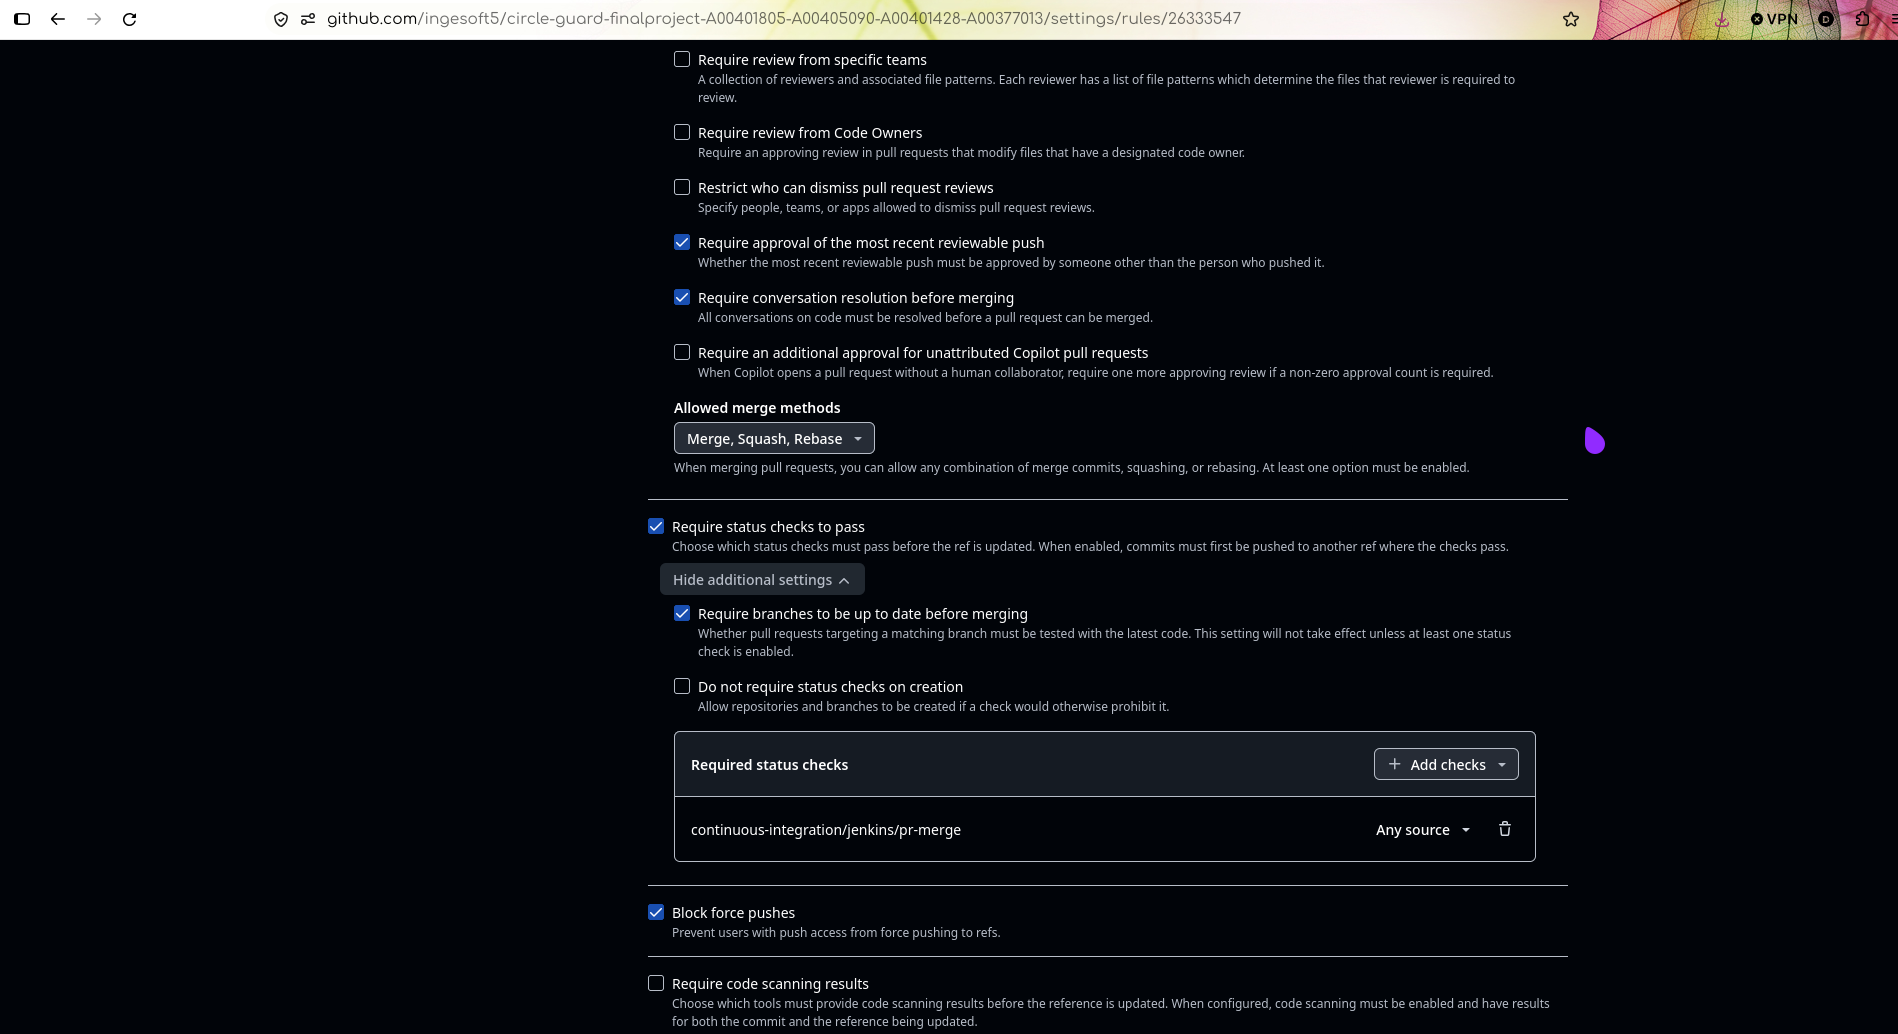 github.com/ingesoft5/circle-guard-finalproject-A00401805-A00405090-A00401428-A00377013/settings/rules/26333547
VPN
D
Require review from specific teams
A collection of reviewers and associated file patterns. Each reviewer has a list of file patterns which determine the files that reviewer is required to
review.
Require review from Code Owners
Require an approving review in pull requests that modify files that have a designated code owner.
Restrict who can dismiss pull request reviews
Specify people, teams, or apps allowed to dismiss pull request reviews.
Require approval of the most recent reviewable push
Whether the most recent reviewable push must be approved by someone other than the person who pushed it.
Require conversation resolution before merging
All conversations on code must be resolved before a pull request can be merged.
Require an additional approval for unattributed Copilot pull requests
When Copilot opens a pull request without a human collaborator, require one more approving review if a non-zero approval count is required.
Allowed merge methods
Merge, Squash, Rebase
When merging pull requests, you can allow any combination of merge commits, squashing, or rebasing. At least one option must be enabled.
Require status checks to pass
Choose which status checks must pass before the ref is updated. When enabled, commits must first be pushed to another ref where the checks pass.
Hide additional settings
Require branches to be up to date before merging
Whether pull requests targeting a matching branch must be tested with the latest code. This setting will not take effect unless at least one status
check is enabled.
Do not require status checks on creation
Allow repositories and branches to be created if a check would otherwise prohibit it.
Required status checks
Add checks
continuous-integration/jenkins/pr-merge
Any source
Block force pushes
Prevent users with push access from force pushing to refs.
Require code scanning results
Choose which tools must provide code scanning results before the reference is updated. When configured, code scanning must be enabled and have results
for both the commit and the reference being updated.